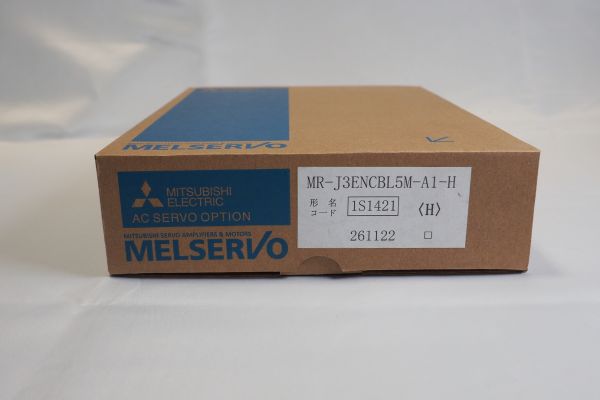 MELSERVO
MITSUBISHI
ELECTRIC
AC SERVO OPTION
MITSUBISHI SERVO AMPLIFIERS & MOTORS
MELSERVO
MR-J3ENCBL5M-A1-H
形 名
コード 1S1421 〈H〉
261122 □